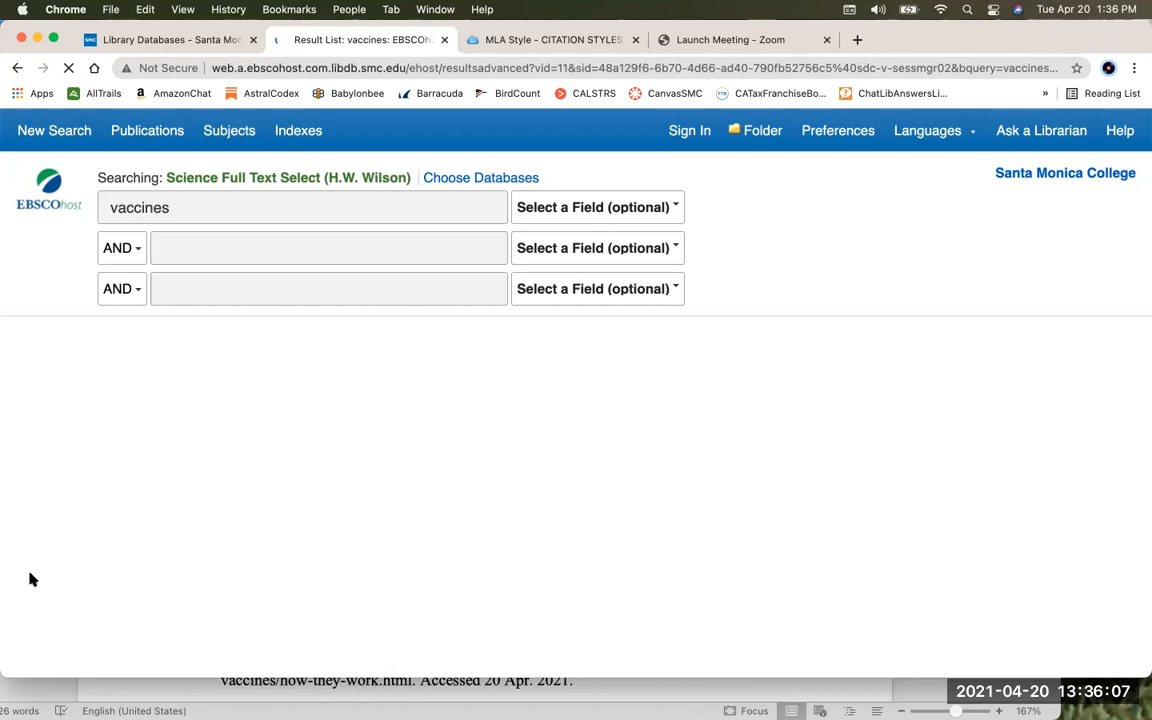 Chrome File Edit View History Bookmarks People Tab Window Help Tue Apr 20 1:36 PM
Library Databases - Santa Mon Result List: vaccines: EBSCOho MLA Style - CITATION STYLES Launch Meeting - Zoom
Not Secure web.a.ebscohost.com.libdb.smc.edu/ehost/resultsadvanced?vid=11&sid=48a129f6-6b70-4d66-ad40-790fb52756c5%40sdc-v-sessmgr02&bquery=vaccines...
Apps AllTrails AmazonChat AstralCodex Babylonbee Barracuda BirdCount CALSTRS CanvasSMC CATaxFranchiseBo... ChatLibAnswersLi... » Reading List
New Search Publications Subjects Indexes Sign In Folder Preferences Languages Ask a Librarian Help
Searching: Science Full Text Select (H.W. Wilson) Choose Databases Santa Monica College
EBSCOhost vaccines Select a Field (optional)
AND Select a Field (optional)
AND Select a Field (optional)
vaccines/how-they-work.html. Accessed 20 Apr. 2021.
2021-04-20 13:36:07
26 words English (United States) Focus 167%